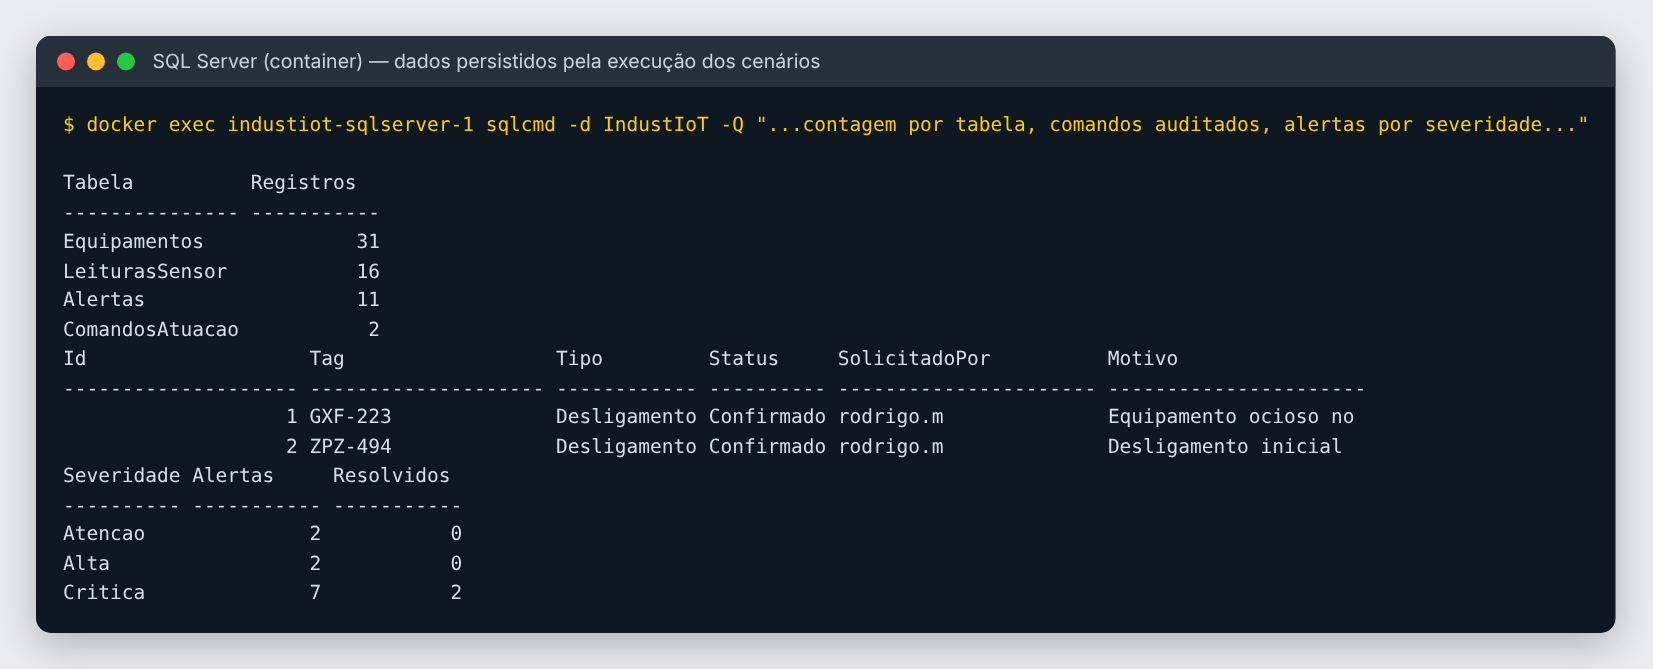 SQL Server (container) — dados persistidos pela execução dos cenários
$ docker exec industiot-sqlserver-1 sqlcmd -d IndustIoT -Q "...contagem por tabela, comandos auditados, alertas por severidade..."
Tabela          Registros
--------------- -----------
Equipamentos             31
LeiturasSensor           16
Alertas                  11
ComandosAtuacao           2
Id                   Tag                  Tipo         Status     SolicitadoPor          Motivo
-------------------- -------------------- ------------ ---------- ---------------------- ----------------------
                   1 GXF-223              Desligamento Confirmado rodrigo.m              Equipamento ocioso no
                   2 ZPZ-494              Desligamento Confirmado rodrigo.m              Desligamento inicial
Severidade Alertas     Resolvidos
---------- ----------- -----------
Atencao              2           0
Alta                 2           0
Critica              7           2